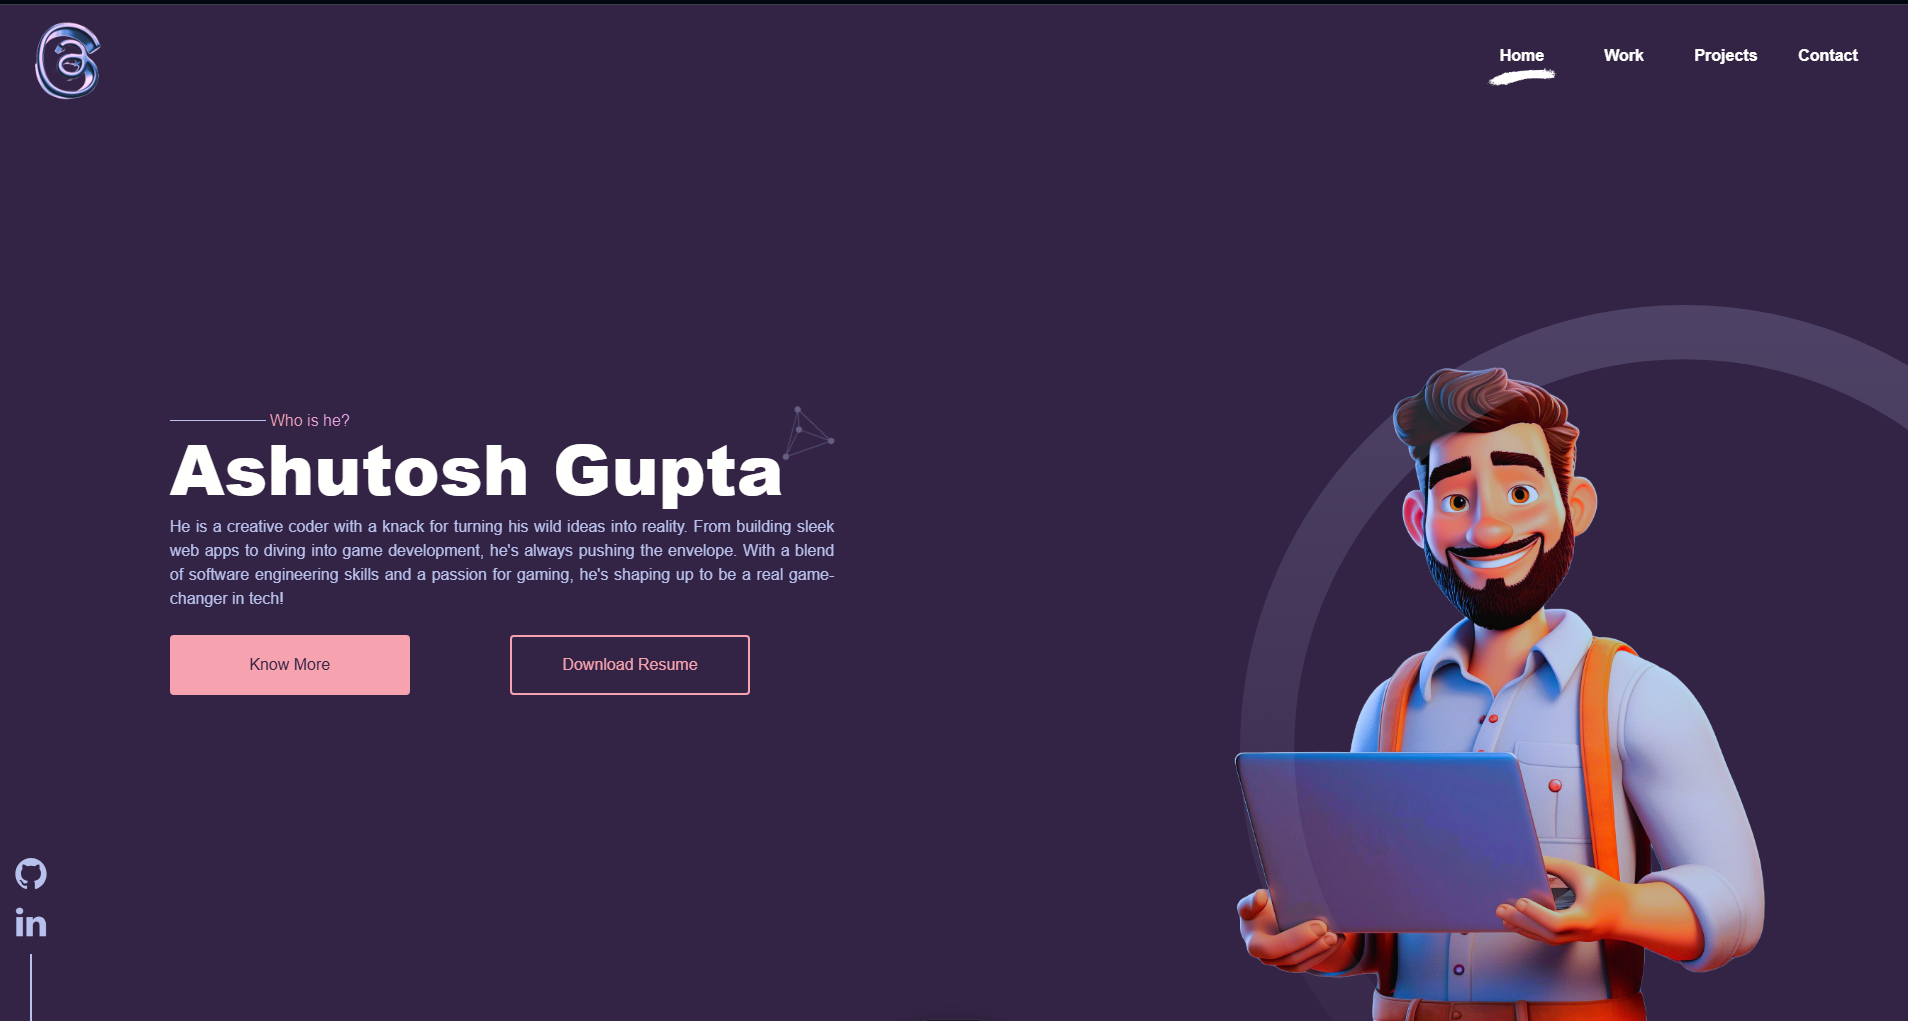 Home Work Projects Contact
Who is he?
Ashutosh Gupta
He is a creative coder with a knack for turning his wild ideas into reality. From building sleek
web apps to diving into game development, he's always pushing the envelope. With a blend
of software engineering skills and a passion for gaming, he's shaping up to be a real game-
changer in tech!
Know More Download Resume
in